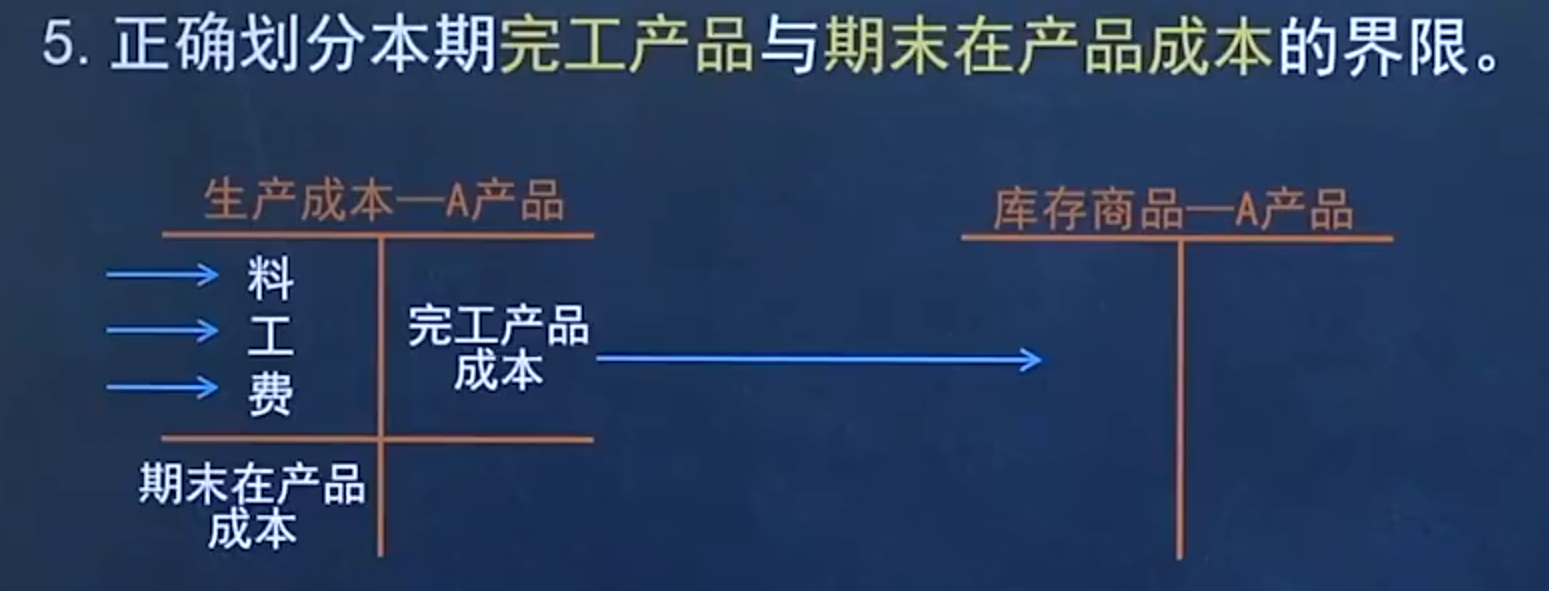 5. 正确划分本期完工产品与期末在产品成本的界限。
生产成本—A产品
料
工
费
完工产品
成本
期末在产品
成本
库存商品—A产品